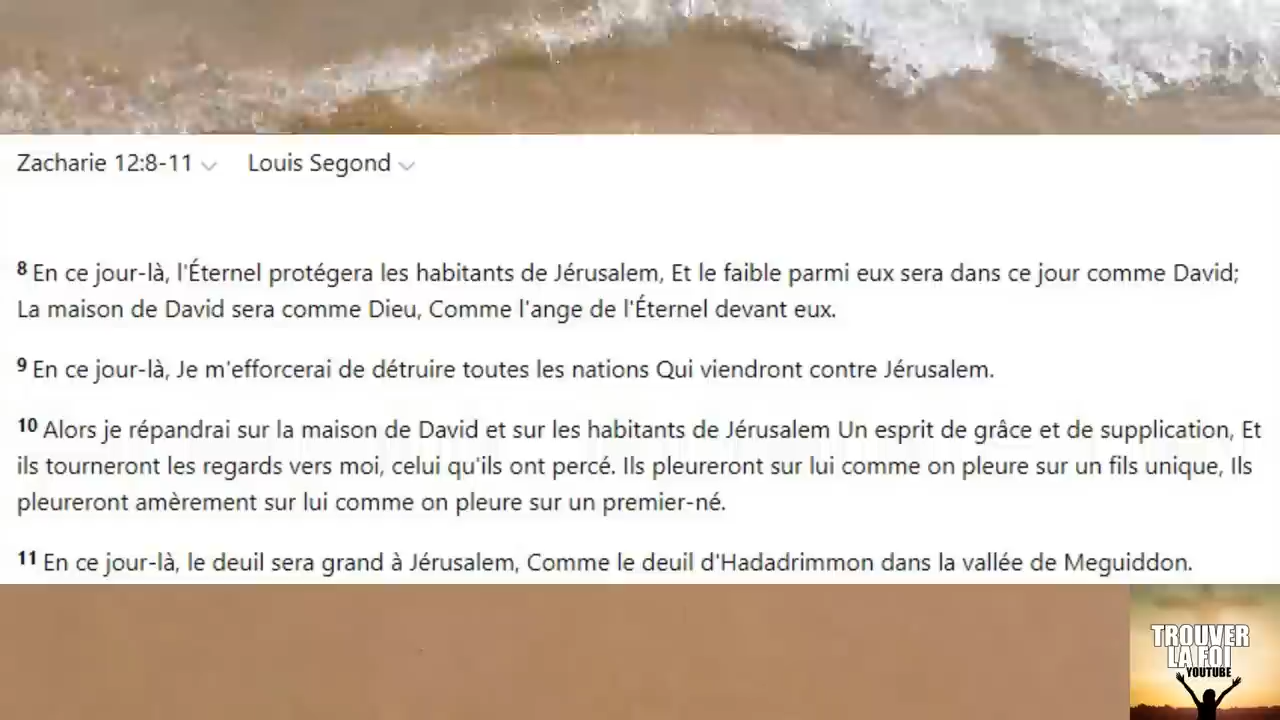 Zacharie 12:8-11 Louis Segond
8 En ce jour-là, l'Éternel protégera les habitants de Jérusalem, Et le faible parmi eux sera dans ce jour comme David;
La maison de David sera comme Dieu, Comme l'ange de l'Éternel devant eux.
9 En ce jour-là, Je m'efforcerai de détruire toutes les nations Qui viendront contre Jérusalem.
10 Alors je répandrai sur la maison de David et sur les habitants de Jérusalem Un esprit de grâce et de supplication, Et
ils tourneront les regards vers moi, celui qu'ils ont percé. Ils pleureront sur lui comme on pleure sur un fils unique, Ils
pleureront amèrement sur lui comme on pleure sur un premier-né.
11 En ce jour-là, le deuil sera grand à Jérusalem, Comme le deuil d'Hadadrimmon dans la vallée de Meguiddon.
TROUVER
LA FOI
YOUTUBE